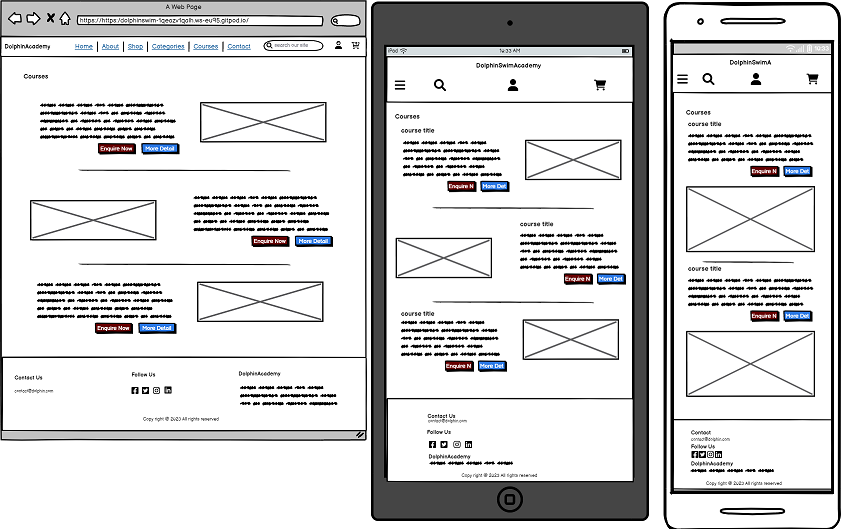 A Web Page
https://https://dolphinswim-1qeazv1qolh.ws-eu95.gitpod.io/
DolphinAcademy
Home
About
Shop
Categories
Courses
Contact
search our site
Courses
Enquire Now
More Detail
Enquire Now
More Detail
Enquire Now
More Detail
Contact Us
contact@dolphin.com
Follow Us
DolphinAcademy
Copy right @ 2023 All rights reserved
iPod
10:33 AM
DolphinSwimAcademy
Courses
course title
Enquire N
More Det
course title
Enquire N
More Det
course title
Enquire N
More Det
Contact Us
contact@dolphin.com
Follow Us
DolphinAcademy
Copy right @ 2023 All rights reserved
10:33
DolphinSwimA
Courses
course title
Enquire N
More Det
course title
Enquire N
More Det
Contact
contact@dolphin.com
Follow Us
DolphinAcademy
Copy right @ 2023 All rights reserved